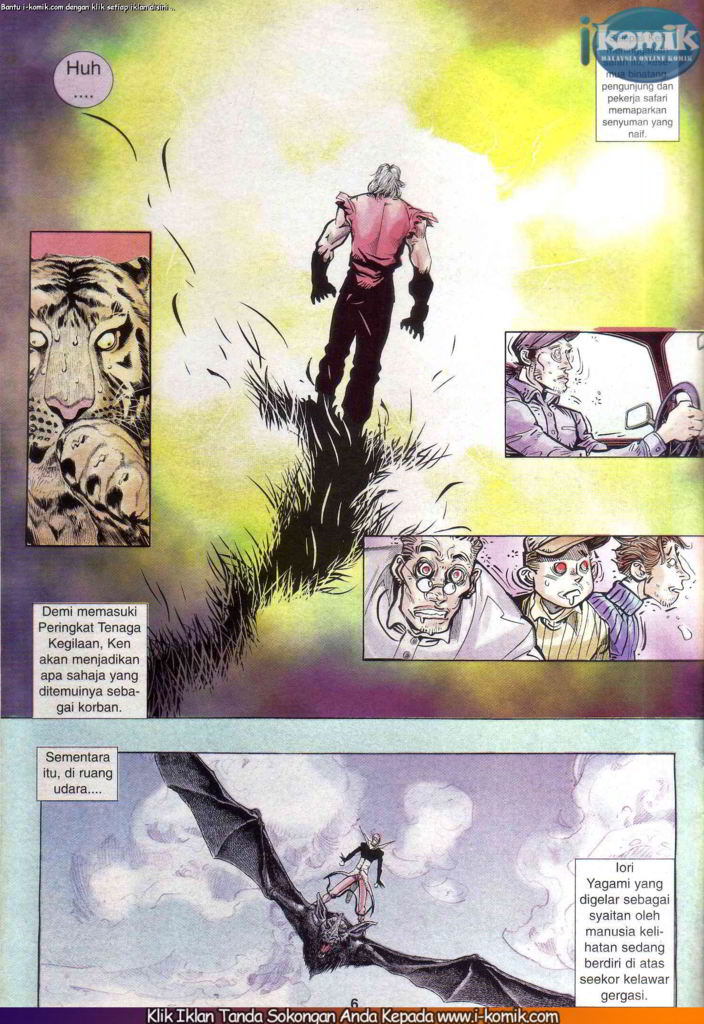 Bantu i-komik.com dengan klik setiap iklan disini ..
ikomik
MALAYSIA ONLINE KOMIK
Huh
....
mua binatang,
pengunjung dan
pekerja safari
memaparkan
senyuman yang
naif.
Demi memasuki
Peringkat Tenaga
Kegilaan, Ken
akan menjadikan
apa sahaja yang
ditemuinya seba-
gai korban.
Sementara
itu, di ruang
udara....
Iori
Yagami yang
digelar sebagai
syaitan oleh
manusia keli-
hatan sedang
berdiri di atas
seekor kelawar
gergasi.
6
Klik Iklan Tanda Sokongan Anda Kepada www.i-komik.com